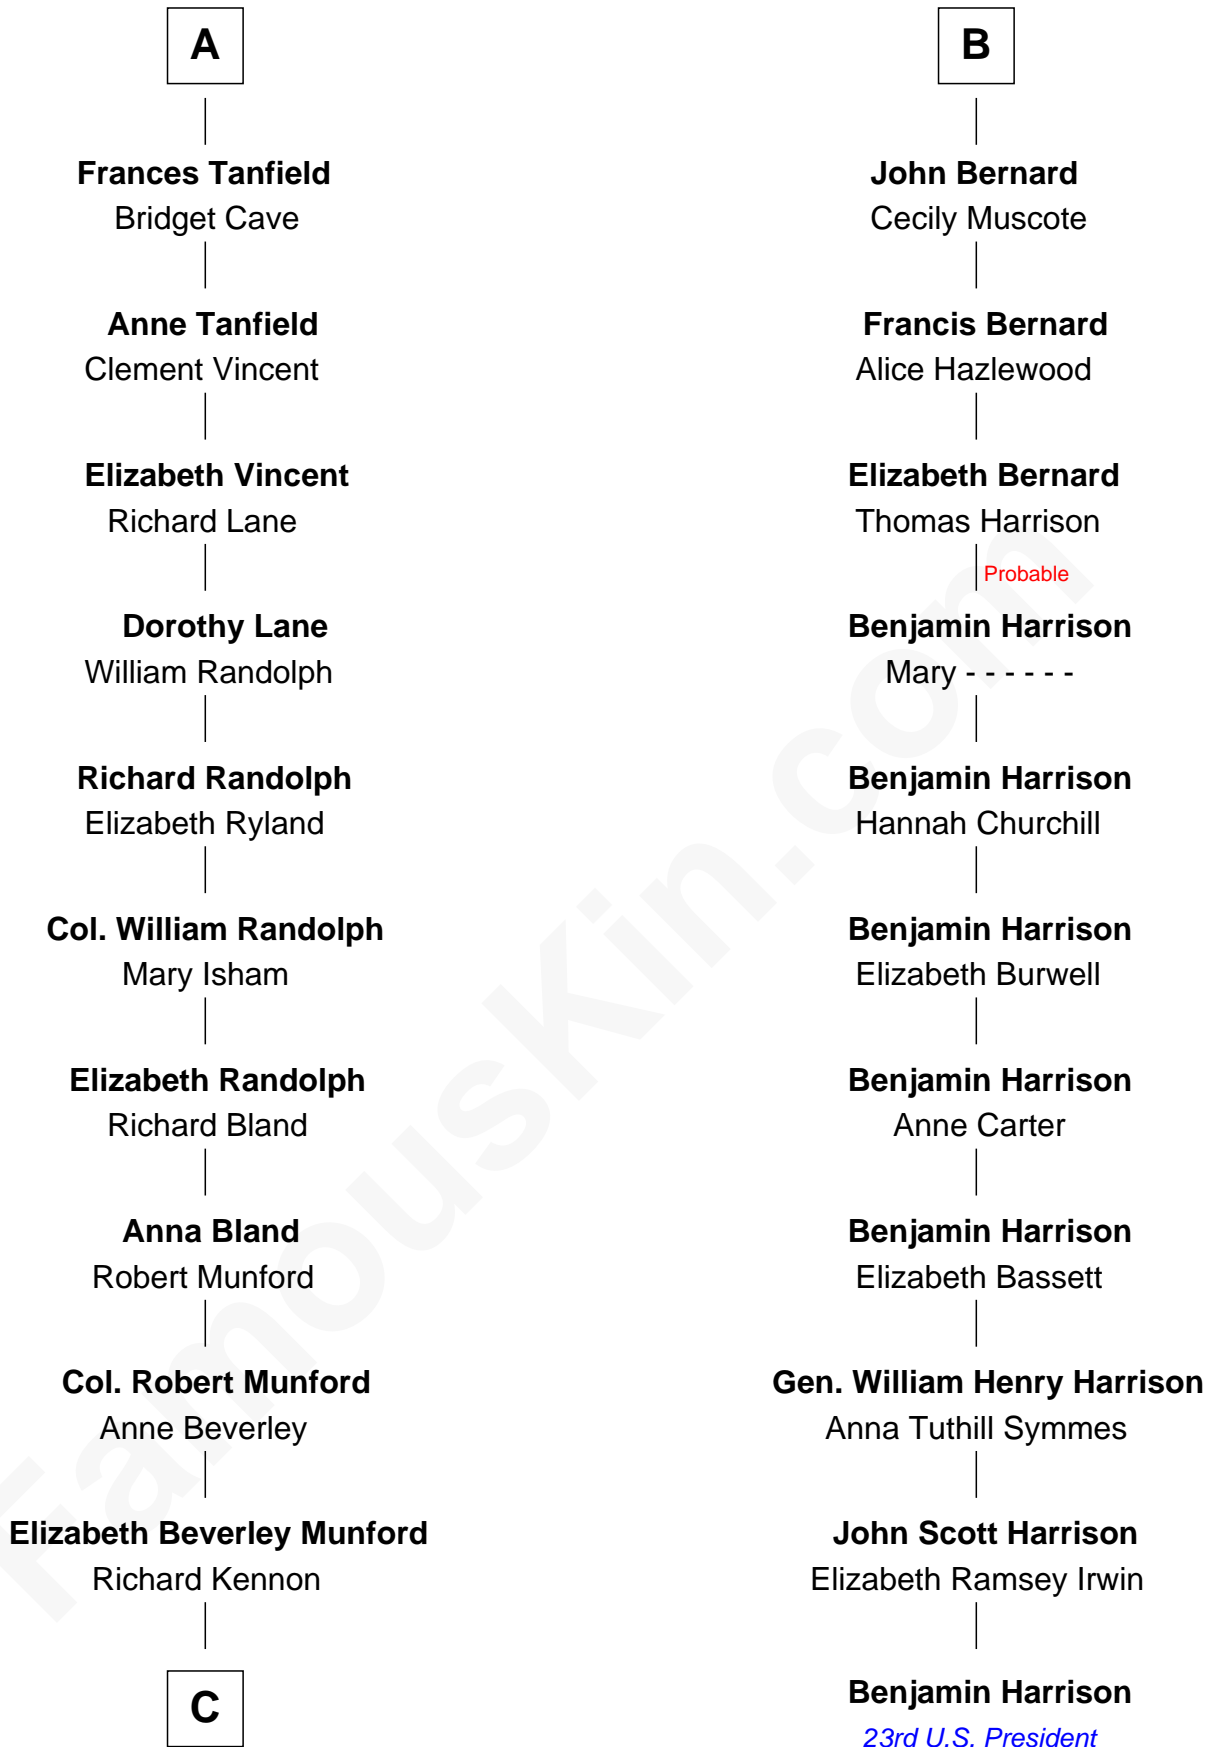 A
Frances Tanfield
Bridget Cave
Anne Tanfield
Clement Vincent
Elizabeth Vincent
Richard Lane
Dorothy Lane
William Randolph
Richard Randolph
Elizabeth Ryland
Col. William Randolph
Mary Isham
Elizabeth Randolph
Richard Bland
Anna Bland
Robert Munford
Col. Robert Munford
Anne Beverley
Elizabeth Beverley Munford
Richard Kennon
C
B
John Bernard
Cecily Muscote
Francis Bernard
Alice Hazlewood
Elizabeth Bernard
Thomas Harrison
Probable
Benjamin Harrison
Mary - - - - - -
Benjamin Harrison
Hannah Churchill
Benjamin Harrison
Elizabeth Burwell
Benjamin Harrison
Anne Carter
Benjamin Harrison
Elizabeth Bassett
Gen. William Henry Harrison
Anna Tuthill Symmes
John Scott Harrison
Elizabeth Ramsey Irwin
Benjamin Harrison
23rd U.S. President
FamousKin.com